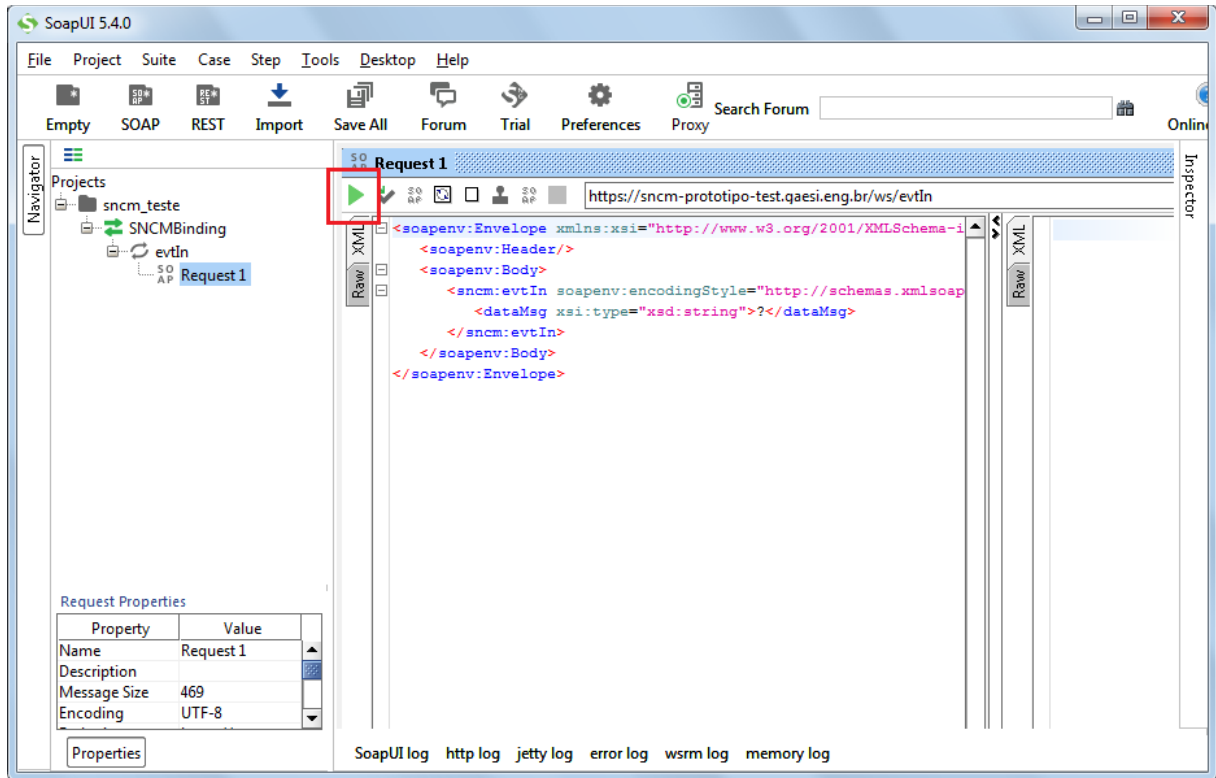 SoapUI 5.4.0
File Project Suite Case Step Tools Desktop Help
Empty SOAP REST Import Save All Forum Trial Preferences Proxy Search Forum Onlin
Navigator
Projects
sncm_teste
SNCMBinding
evtIn
Request 1
Request 1
https://sncm-prototipo-test.qaesi.eng.br/ws/evtIn
XML
Raw
<soapenv:Envelope xmlns:xsi="http://www.w3.org/2001/XMLSchema-i
<soapenv:Header/>
<soapenv:Body>
<sncm:evtIn soapenv:encodingStyle="http://schemas.xmlsoap
<dataMsg xsi:type="xsd:string">?</dataMsg>
</sncm:evtIn>
</soapenv:Body>
</soapenv:Envelope>
XML
Raw
Inspector
Request Properties
Property Value
Name Request 1
Description
Message Size 469
Encoding UTF-8
Properties
SoapUI log http log jetty log error log wsrm log memory log